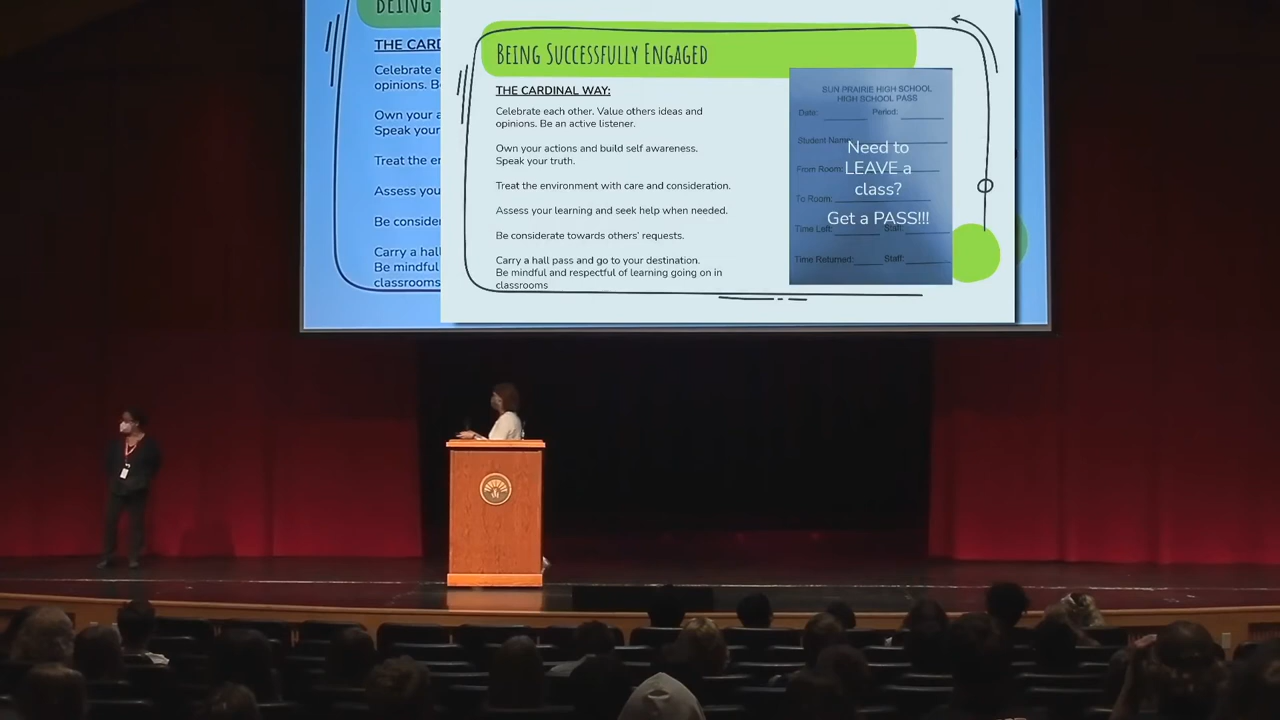 BEING
THE CARD
Celebrate e
opinions. Be
Own your a
Speak your
Treat the en
Assess you
Be consider
Carry a hall
Be mindful
classrooms
BEING SUCCESSFULLY ENGAGED
THE CARDINAL WAY:
Celebrate each other. Value others ideas and
opinions. Be an active listener.
Own your actions and build self awareness.
Speak your truth.
Treat the environment with care and consideration.
Assess your learning and seek help when needed.
Be considerate towards others' requests.
Carry a hall pass and go to your destination.
Be mindful and respectful of learning going on in
classrooms
SUN PRAIRIE HIGH SCHOOL
HIGH SCHOOL PASS
Date: Period:
Student Name:
Need to
LEAVE a
class?
Get a PASS!!!
From Room:
To Room:
Time Left: Staff:
Time Returned: Staff: